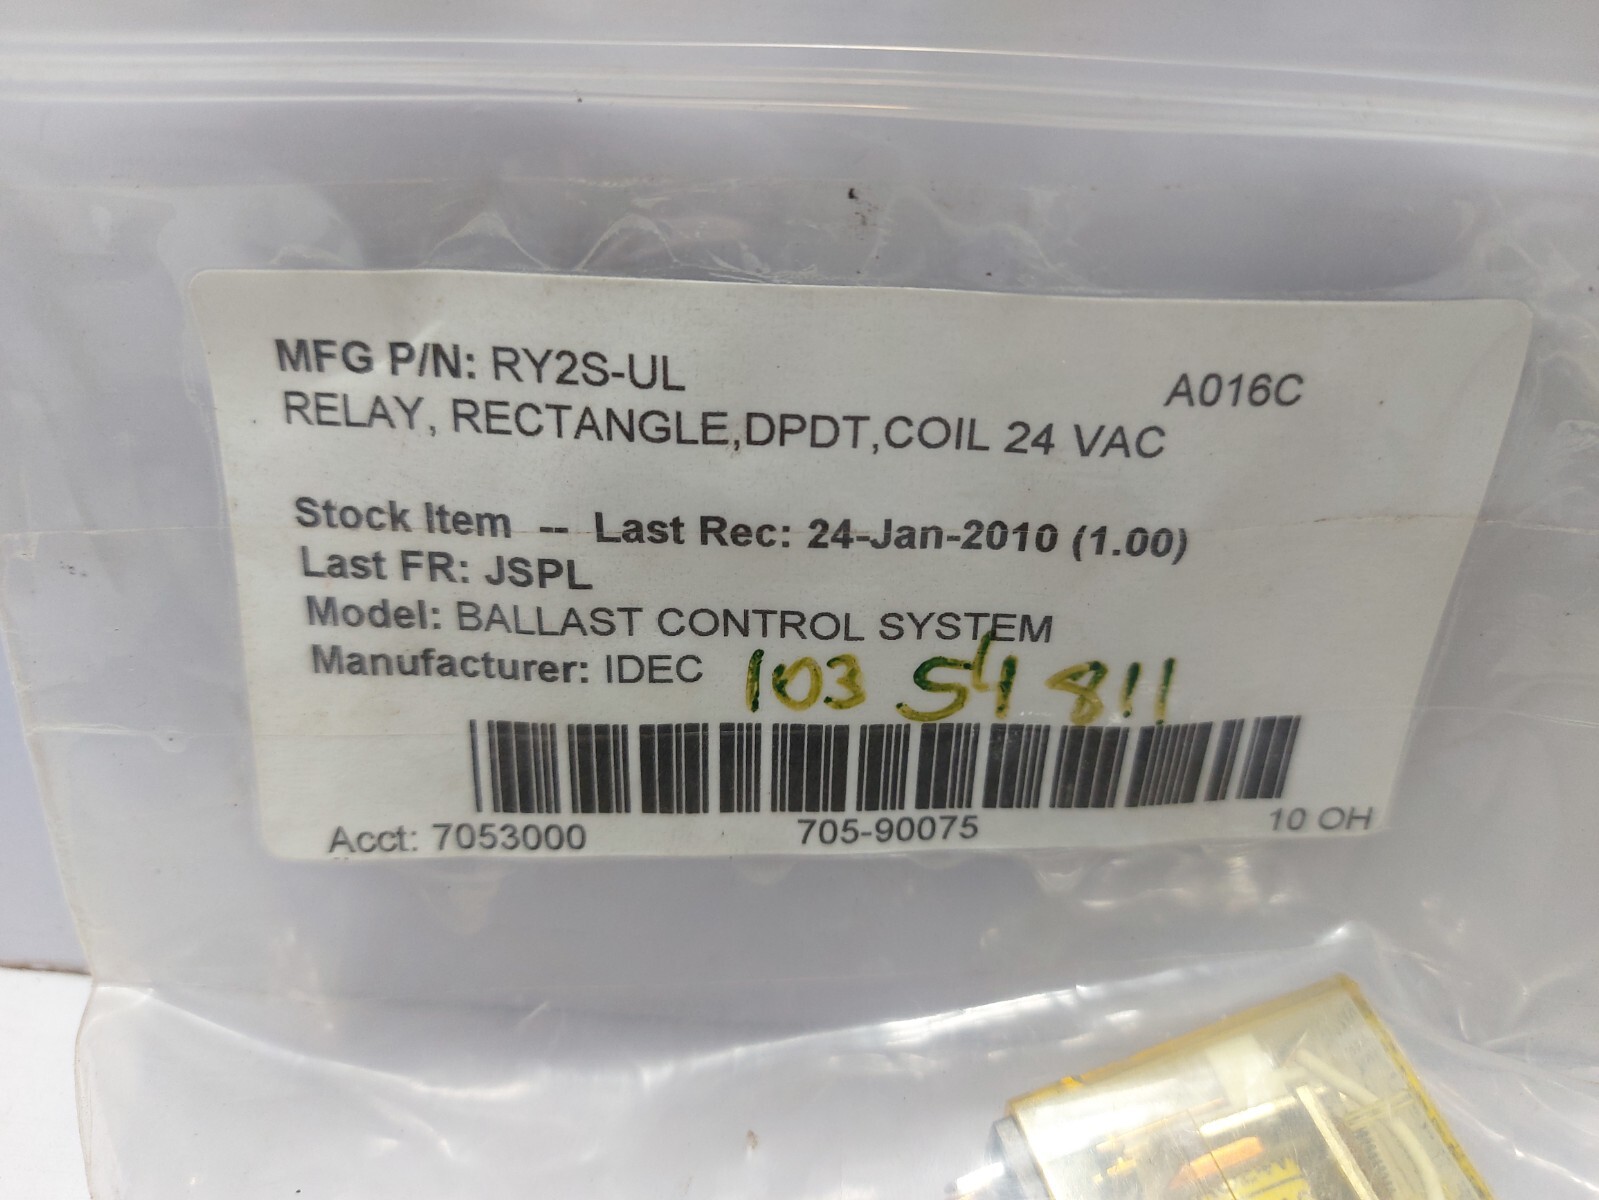 MFG P/N: RY2S-UL
A016C
RELAY, RECTANGLE,DPDT,COIL 24 VAC
Stock Item -- Last Rec: 24-Jan-2010 (1.00)
Last FR: JSPL
Model: BALLAST CONTROL SYSTEM
Manufacturer: IDEC 103 54 811
Acct: 7053000 705-90075 10 OH